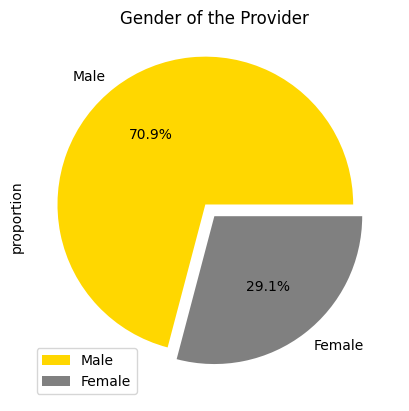 Gender of the Provider
Male
70.9%
proportion
29.1%
Female
Male
Female